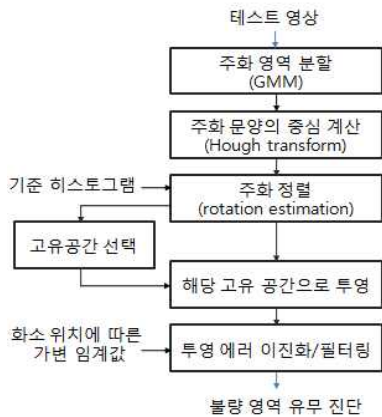 테스트 영상
주화 영역 분할
(GMM)
주화 문양의 중심 계산
(Hough transform)
기준 히스토그램
주화 정렬
(rotation estimation)
고유공간 선택
해당 고유 공간으로 투영
화소 위치에 따른
가변 임계값
투영 에러 이진화/필터링
불량 영역 유무 진단